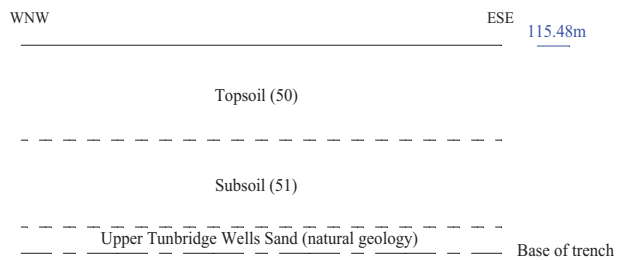 WNW
ESE
115.48m
Topsoil (50)
Subsoil (51)
Upper Tunbridge Wells Sand (natural geology)
Base of trench